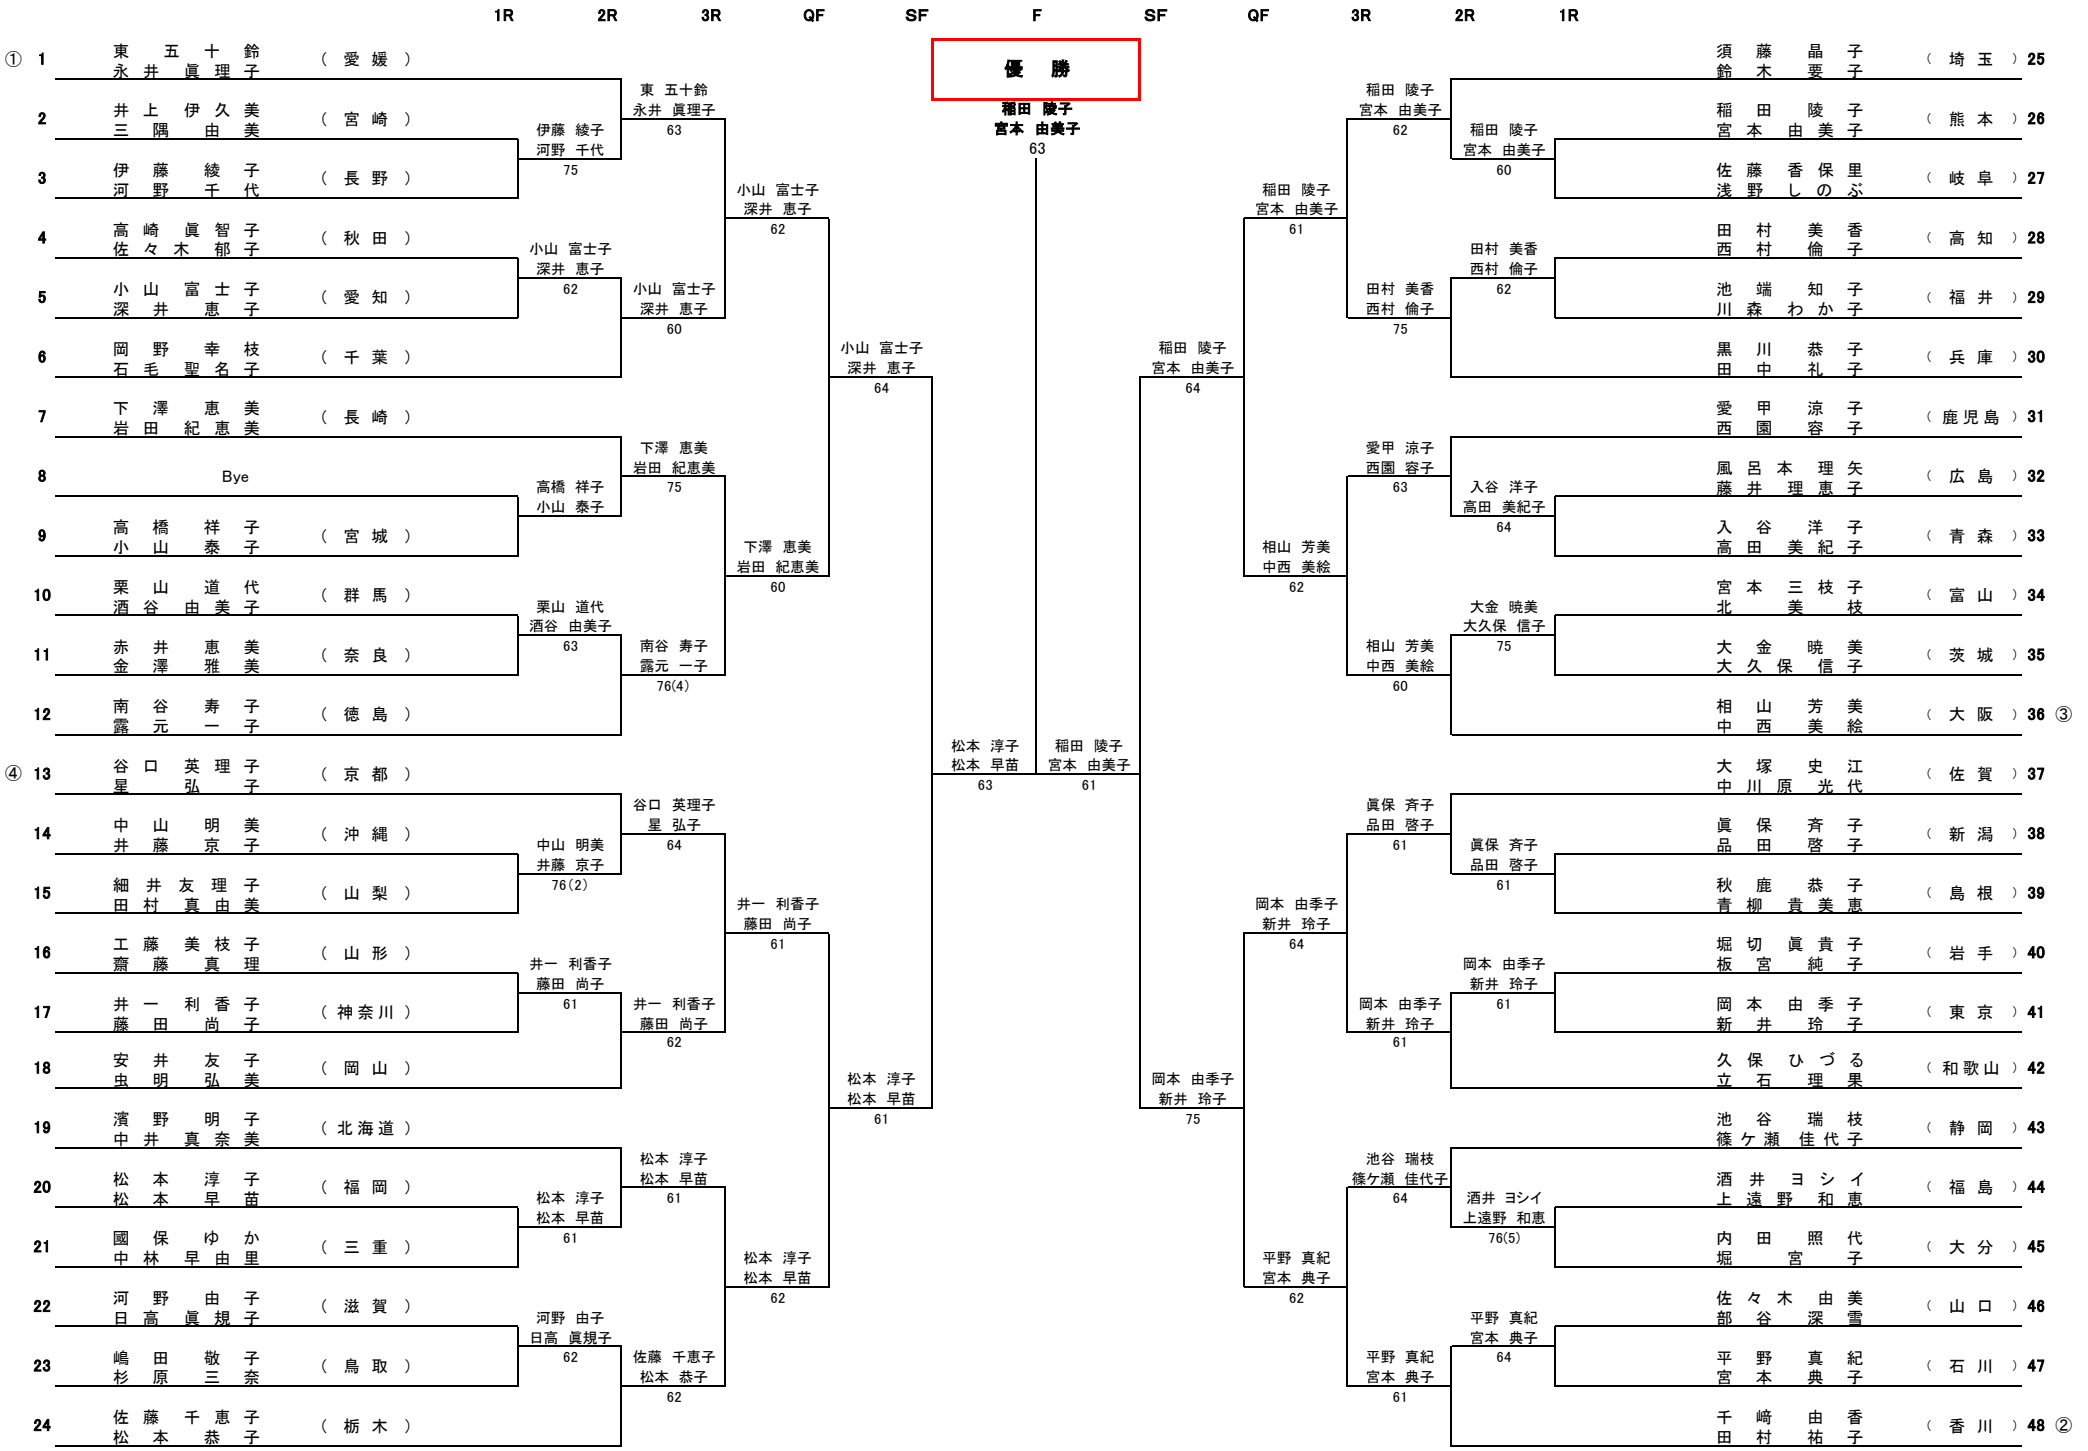 1R 2R 3R QF SF F SF QF 3R 2R 1R
優 勝
稲田 陵子
宮本 由美子
63
① 1 東 五十鈴 永井 眞理子 （ 愛媛 ）
2 井上 伊久美 三隅 由美 （ 宮崎 ）
3 伊藤 綾子 河野 千代 （ 長野 ）
4 高崎 眞智子 佐々木 郁子 （ 秋田 ）
5 小山 富士子 深井 恵子 （ 愛知 ）
6 岡野 幸枝 石毛 聖名子 （ 千葉 ）
7 下澤 恵美 岩田 紀恵美 （ 長崎 ）
8 Bye
9 高橋 祥子 小山 泰子 （ 宮城 ）
10 栗山 道代 酒谷 由美子 （ 群馬 ）
11 赤井 恵美 金澤 雅美 （ 奈良 ）
12 南谷 寿子 露元 一子 （ 徳島 ）
④ 13 谷口 英理子 星 弘子 （ 京都 ）
14 中山 明美 井藤 京子 （ 沖縄 ）
15 細井 友理子 田村 真由美 （ 山梨 ）
16 工藤 美枝子 齋藤 真理 （ 山形 ）
17 井一 利香子 藤田 尚子 （ 神奈川 ）
18 安井 友子 虫明 弘美 （ 岡山 ）
19 濱野 明子 中井 真奈美 （ 北海道 ）
20 松本 淳子 松本 早苗 （ 福岡 ）
21 國保 ゆか 中林 早由里 （ 三重 ）
22 河野 由子 日高 眞規子 （ 滋賀 ）
23 嶋田 敬子 杉原 三奈 （ 鳥取 ）
24 佐藤 千恵子 松本 恭子 （ 栃木 ）
伊藤 綾子
河野 千代
75
小山 富士子
深井 恵子
62
高橋 祥子
小山 泰子
栗山 道代
酒谷 由美子
63
中山 明美
井藤 京子
76(2)
井一 利香子
藤田 尚子
61
松本 淳子
松本 早苗
61
河野 由子
日高 眞規子
62
東 五十鈴
永井 眞理子
63
小山 富士子
深井 恵子
60
下澤 恵美
岩田 紀恵美
75
南谷 寿子
露元 一子
76(4)
谷口 英理子
星 弘子
64
井一 利香子
藤田 尚子
62
松本 淳子
松本 早苗
61
佐藤 千恵子
松本 恭子
62
小山 富士子
深井 恵子
62
下澤 恵美
岩田 紀恵美
60
井一 利香子
藤田 尚子
61
松本 淳子
松本 早苗
62
小山 富士子
深井 恵子
64
松本 淳子
松本 早苗
61
松本 淳子
松本 早苗
63
稲田 陵子
宮本 由美子
61
稲田 陵子
宮本 由美子
64
岡本 由季子
新井 玲子
75
稲田 陵子
宮本 由美子
61
相山 芳美
中西 美絵
62
岡本 由季子
新井 玲子
64
平野 真紀
宮本 典子
62
稲田 陵子
宮本 由美子
62
田村 美香
西村 倫子
75
愛甲 涼子
西園 容子
63
相山 芳美
中西 美絵
60
眞保 斉子
品田 啓子
61
岡本 由季子
新井 玲子
61
池谷 瑞枝
篠ケ瀬 佳代子
64
平野 真紀
宮本 典子
61
稲田 陵子
宮本 由美子
60
田村 美香
西村 倫子
62
入谷 洋子
高田 美紀子
64
大金 暁美
大久保 信子
75
眞保 斉子
品田 啓子
61
岡本 由季子
新井 玲子
61
酒井 ヨシイ
上遠野 和恵
76(5)
平野 真紀
宮本 典子
64
須藤 晶子 鈴木 要子 （ 埼玉 ） 25
稲田 陵子 宮本 由美子 （ 熊本 ） 26
佐藤 香保里 浅野 しのぶ （ 岐阜 ） 27
田村 美香 西村 倫子 （ 高知 ） 28
池端 知子 川森 わか子 （ 福井 ） 29
黒川 恭子 田中 礼子 （ 兵庫 ） 30
愛甲 涼子 西園 容子 （ 鹿児島 ） 31
風呂本 理矢 藤井 理恵子 （ 広島 ） 32
入谷 洋子 高田 美紀子 （ 青森 ） 33
宮本 三枝子 北 美枝 （ 富山 ） 34
大金 暁美 大久保 信子 （ 茨城 ） 35
相山 芳美 中西 美絵 （ 大阪 ） 36 ③
大塚 史江 中川原 光代 （ 佐賀 ） 37
眞保 斉子 品田 啓子 （ 新潟 ） 38
秋鹿 恭子 青柳 貴美恵 （ 島根 ） 39
堀切 眞貴子 板宮 純子 （ 岩手 ） 40
岡本 由季子 新井 玲子 （ 東京 ） 41
久保 ひづる 立石 理果 （ 和歌山 ） 42
池谷 瑞枝 篠ケ瀬 佳代子 （ 静岡 ） 43
酒井 ヨシイ 上遠野 和恵 （ 福島 ） 44
内田 照代 堀 宮子 （ 大分 ） 45
佐々木 由美 部谷 深雪 （ 山口 ） 46
平野 真紀 宮本 典子 （ 石川 ） 47
千﨑 由香 田村 祐子 （ 香川 ） 48 ②